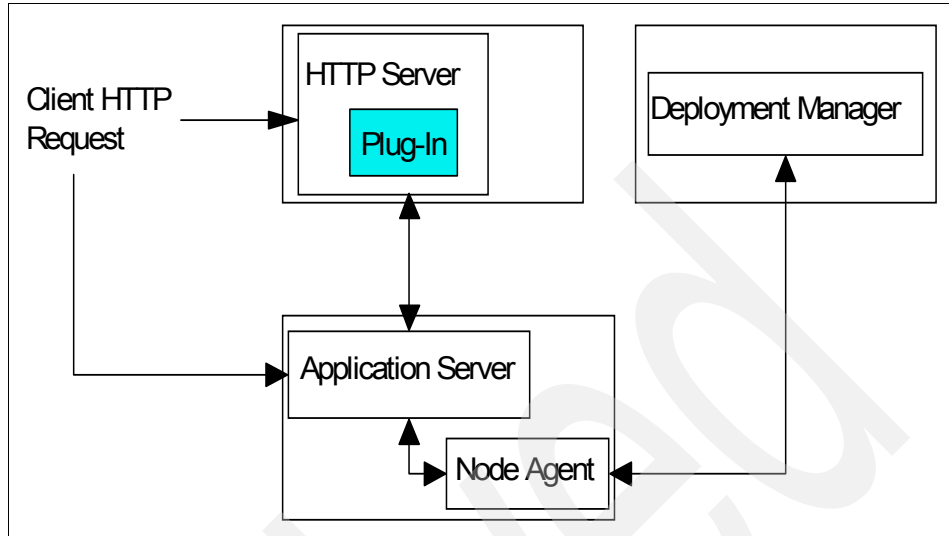 HTTP Server
Client HTTP
Request
Plug-In
Deployment Manager
Application Server
Node Agent